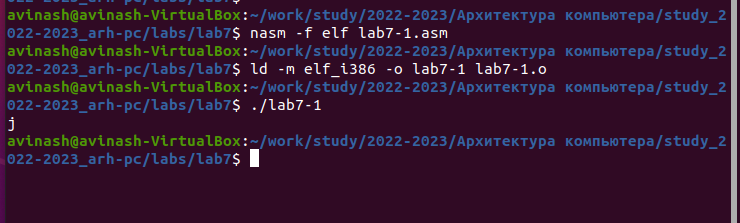 avinash@avinash-VirtualBox:~/work/study/2022-2023/Архитектура компьютера/study_2
022-2023_arh-pc/labs/lab7$ nasm -f elf lab7-1.asm
avinash@avinash-VirtualBox:~/work/study/2022-2023/Архитектура компьютера/study_2
022-2023_arh-pc/labs/lab7$ ld -m elf_i386 -o lab7-1 lab7-1.o
avinash@avinash-VirtualBox:~/work/study/2022-2023/Архитектура компьютера/study_2
022-2023_arh-pc/labs/lab7$ ./lab7-1
j
avinash@avinash-VirtualBox:~/work/study/2022-2023/Архитектура компьютера/study_2
022-2023_arh-pc/labs/lab7$